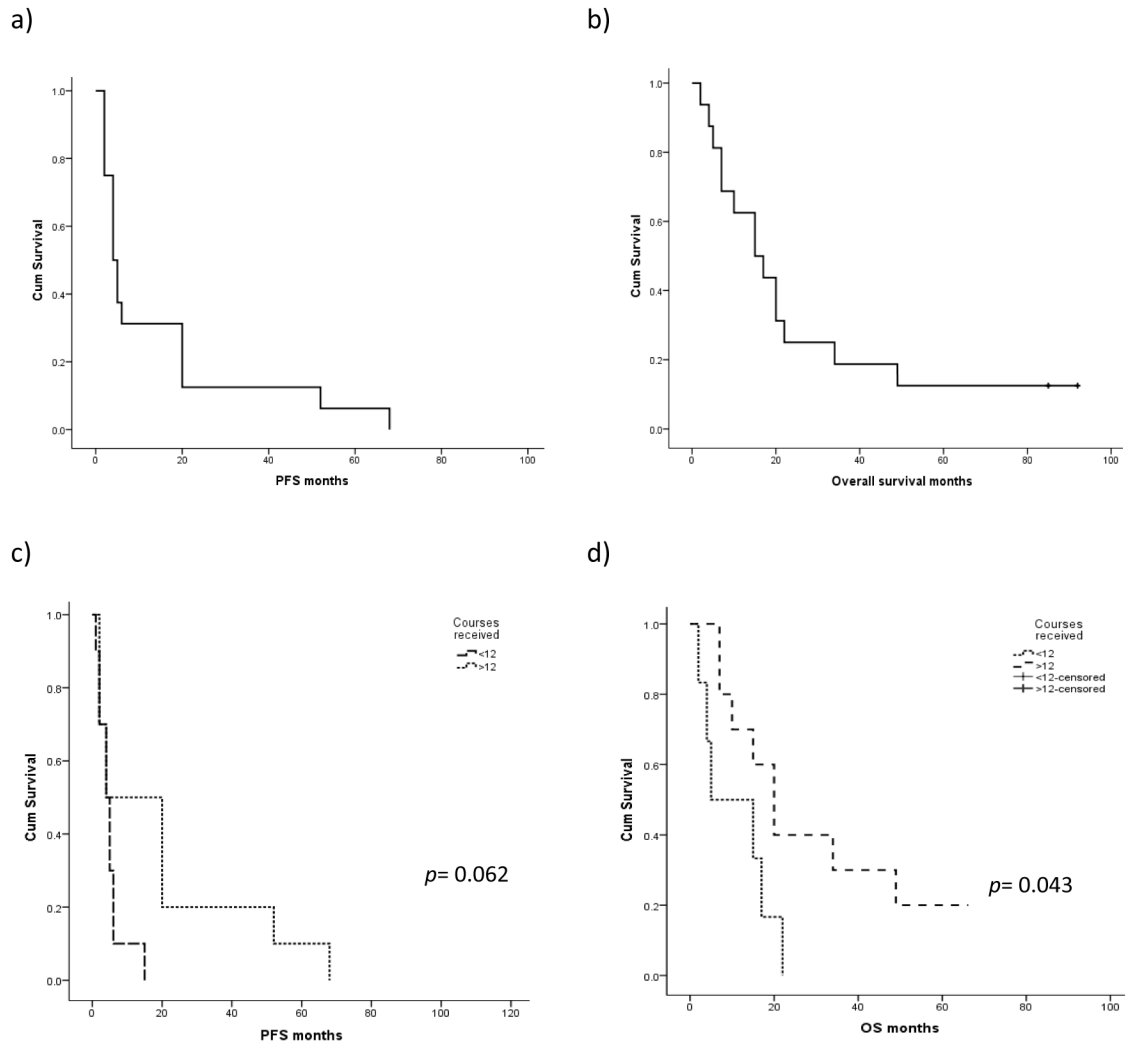 a)
1.0
0.8
0.6
0.4
0.2
0.0
Cum Survival
0 20 40 60 80 100
PFS months
b)
1.0
0.8
0.6
0.4
0.2
0.0
Cum Survival
0 20 40 60 80 100
Overall survival months
c)
1.0
0.8
0.6
0.4
0.2
0.0
Cum Survival
Courses
received
<12
>12
p= 0.062
0 20 40 60 80 100 120
PFS months
d)
1.0
0.8
0.6
0.4
0.2
0.0
Cum Survival
Courses
received
<12
>12
<12-censored
>12-censored
p= 0.043
0 20 40 60 80 100
OS months